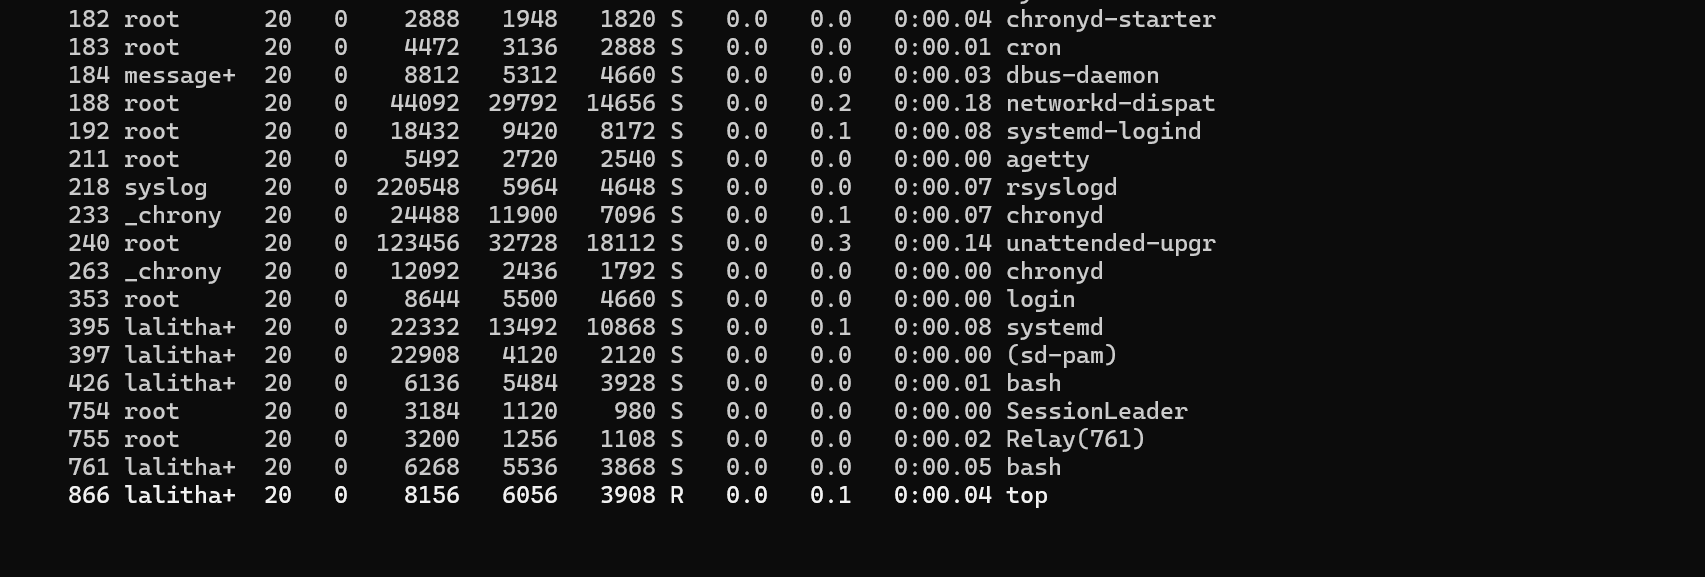 182 root 20 0 2888 1948 1820 S 0.0 0.0 0:00.04 chronyd-starter
183 root 20 0 4472 3136 2888 S 0.0 0.0 0:00.01 cron
184 message+ 20 0 8812 5312 4660 S 0.0 0.0 0:00.03 dbus-daemon
188 root 20 0 44092 29792 14656 S 0.0 0.2 0:00.18 networkd-dispat
192 root 20 0 18432 9420 8172 S 0.0 0.1 0:00.08 systemd-logind
211 root 20 0 5492 2720 2540 S 0.0 0.0 0:00.00 agetty
218 syslog 20 0 220548 5964 4648 S 0.0 0.0 0:00.07 rsyslogd
233 _chrony 20 0 24488 11900 7096 S 0.0 0.1 0:00.07 chronyd
240 root 20 0 123456 32728 18112 S 0.0 0.3 0:00.14 unattended-upgr
263 _chrony 20 0 12092 2436 1792 S 0.0 0.0 0:00.00 chronyd
353 root 20 0 8644 5500 4660 S 0.0 0.0 0:00.00 login
395 lalitha+ 20 0 22332 13492 10868 S 0.0 0.1 0:00.08 systemd
397 lalitha+ 20 0 22908 4120 2120 S 0.0 0.0 0:00.00 (sd-pam)
426 lalitha+ 20 0 6136 5484 3928 S 0.0 0.0 0:00.01 bash
754 root 20 0 3184 1120 980 S 0.0 0.0 0:00.00 SessionLeader
755 root 20 0 3200 1256 1108 S 0.0 0.0 0:00.02 Relay(761)
761 lalitha+ 20 0 6268 5536 3868 S 0.0 0.0 0:00.05 bash
866 lalitha+ 20 0 8156 6056 3908 R 0.0 0.1 0:00.04 top